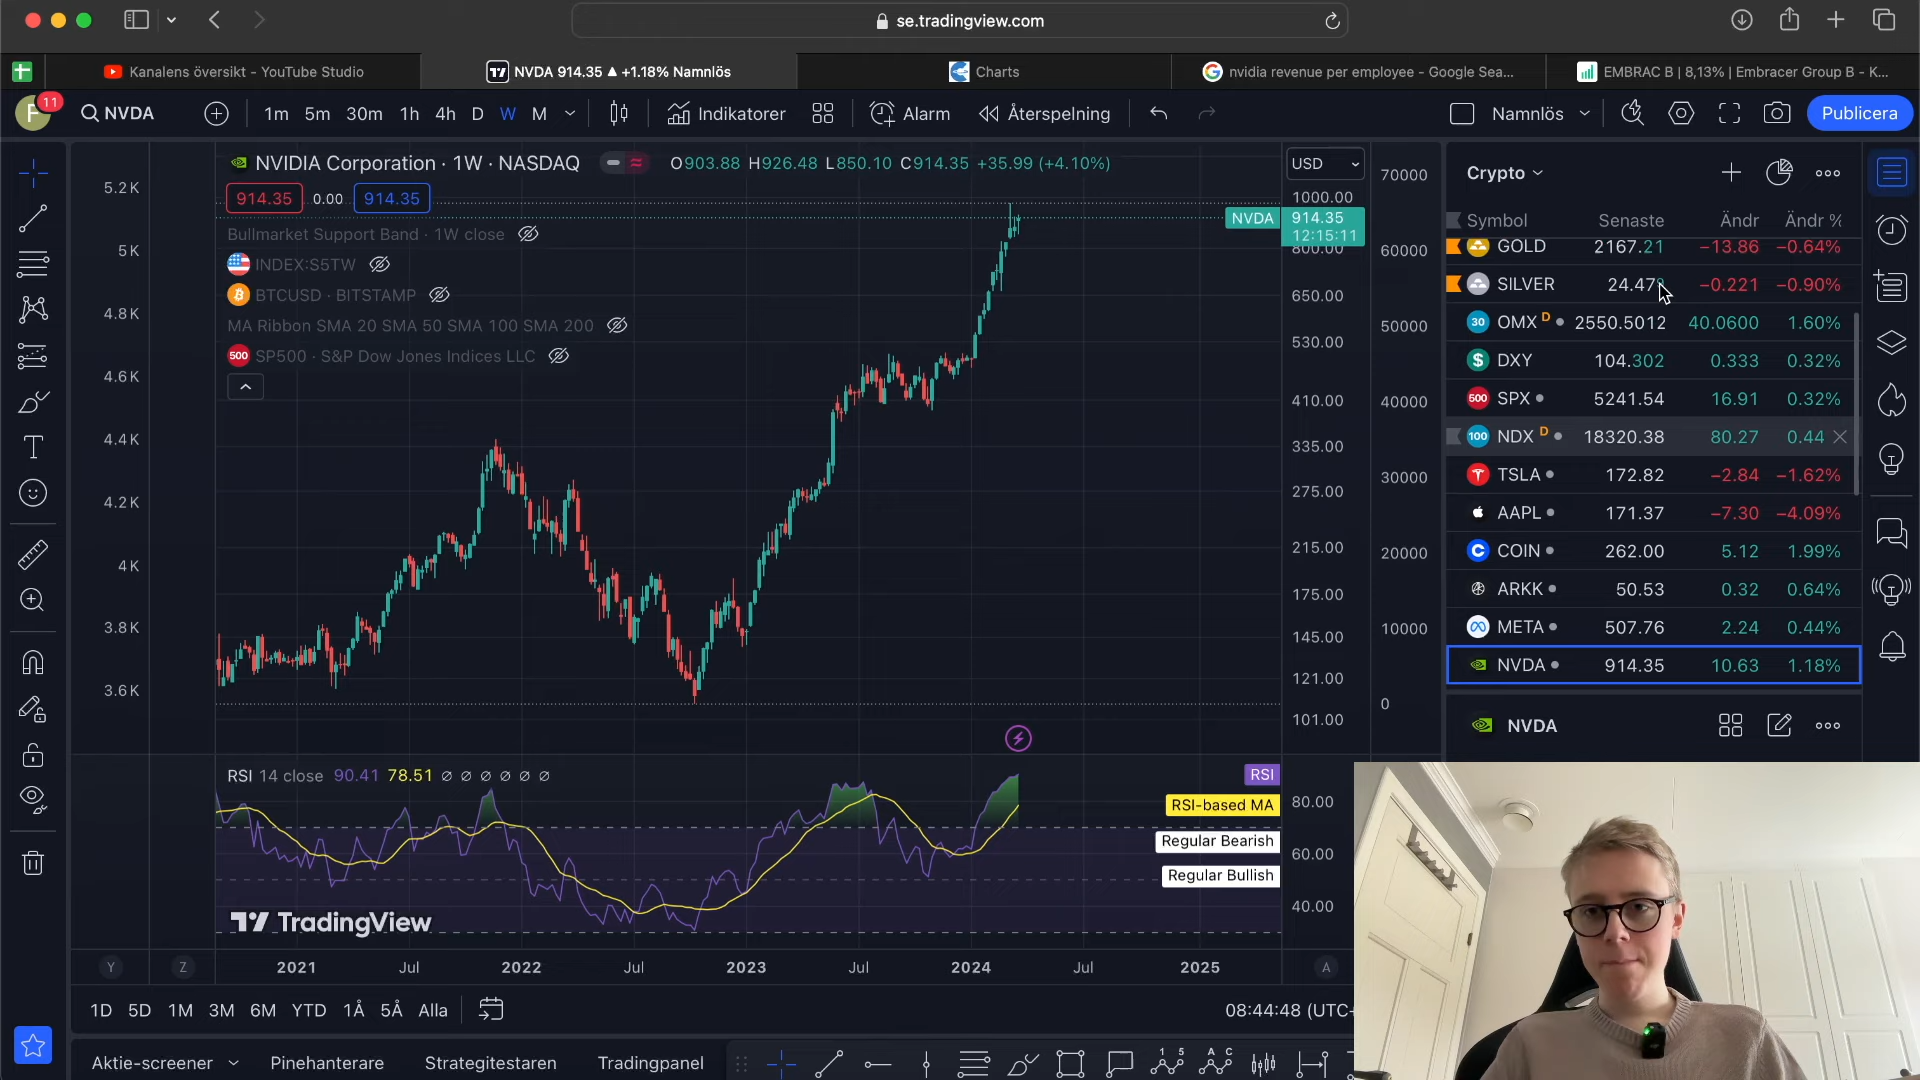 se.tradingview.com
Kanalens översikt - YouTube Studio
NVDA 914.35 ▲ +1.18% Namnlös
Charts
nvidia revenue per employee - Google Sea...
EMBRAC B | 8,13% | Embracer Group B - K...
F 11
NVDA
1m 5m 30m 1h 4h D W M
Indikatorer
Alarm
Återspelning
Namnlös
Publicera
NVIDIA Corporation · 1W · NASDAQ
O903.88 H926.48 L850.10 C914.35 +35.99 (+4.10%)
914.35 0.00 914.35
Bullmarket Support Band · 1W close
INDEX:S5TW
BTCUSD · BITSTAMP
MA Ribbon SMA 20 SMA 50 SMA 100 SMA 200
500 SP500 · S&P Dow Jones Indices LLC
5.2 K
5K
4.8 K
4.6 K
4.4 K
4.2 K
4 K
3.8 K
3.6 K
USD
1000.00
NVDA 914.35
12:15:11
800.00
650.00
530.00
410.00
335.00
275.00
215.00
175.00
145.00
121.00
101.00
70000
60000
50000
40000
30000
20000
10000
0
RSI 14 close 90.41 78.51 ∅ ∅ ∅ ∅ ∅ ∅
RSI
RSI-based MA
Regular Bearish
Regular Bullish
80.00
60.00
40.00
TradingView
Y Z 2021 Jul 2022 Jul 2023 Jul 2024 Jul 2025 A
1D 5D 1M 3M 6M YTD 1Å 5Å Alla
08:44:48 (UTC+
Aktie-screener
Pinehanterare
Strategitestaren
Tradingpanel
Crypto
Symbol Senaste Ändr Ändr %
GOLD 2167.21 −13.86 −0.64%
SILVER 24.47 −0.221 −0.90%
30 OMX D 2550.5012 40.0600 1.60%
$ DXY 104.302 0.333 0.32%
500 SPX 5241.54 16.91 0.32%
100 NDX D 18320.38 80.27 0.44
TSLA 172.82 −2.84 −1.62%
AAPL 171.37 −7.30 −4.09%
COIN 262.00 5.12 1.99%
ARKK 50.53 0.32 0.64%
META 507.76 2.24 0.44%
NVDA 914.35 10.63 1.18%
NVDA